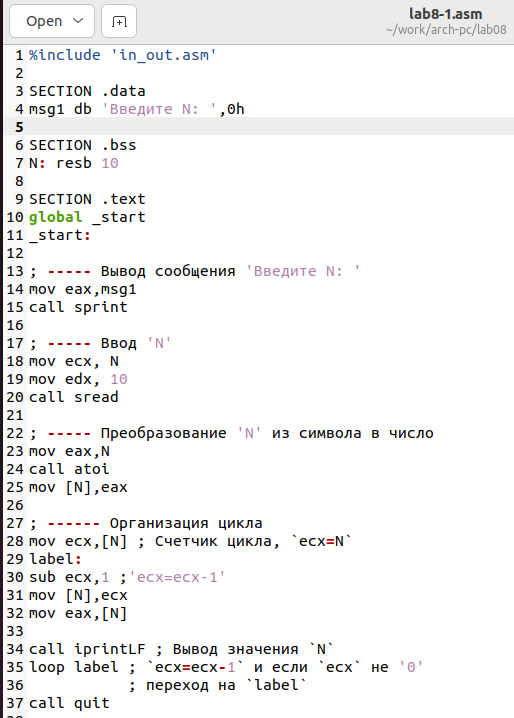 Open
lab8-1.asm
~/work/arch-pc/lab08
1 %include 'in_out.asm'
2
3 SECTION .data
4 msg1 db 'Введите N: ',0h
5
6 SECTION .bss
7 N: resb 10
8
9 SECTION .text
10 global _start
11 _start:
12
13 ; ----- Вывод сообщения 'Введите N: '
14 mov eax,msg1
15 call sprint
16
17 ; ----- Ввод 'N'
18 mov ecx, N
19 mov edx, 10
20 call sread
21
22 ; ----- Преобразование 'N' из символа в число
23 mov eax,N
24 call atoi
25 mov [N],eax
26
27 ; ------ Организация цикла
28 mov ecx,[N] ; Счетчик цикла, `ecx=N`
29 label:
30 sub ecx,1 ;'ecx=ecx-1'
31 mov [N],ecx
32 mov eax,[N]
33
34 call iprintLF ; Вывод значения `N`
35 loop label ; `ecx=ecx-1` и если `ecx` не '0'
36 ; переход на `label`
37 call quit